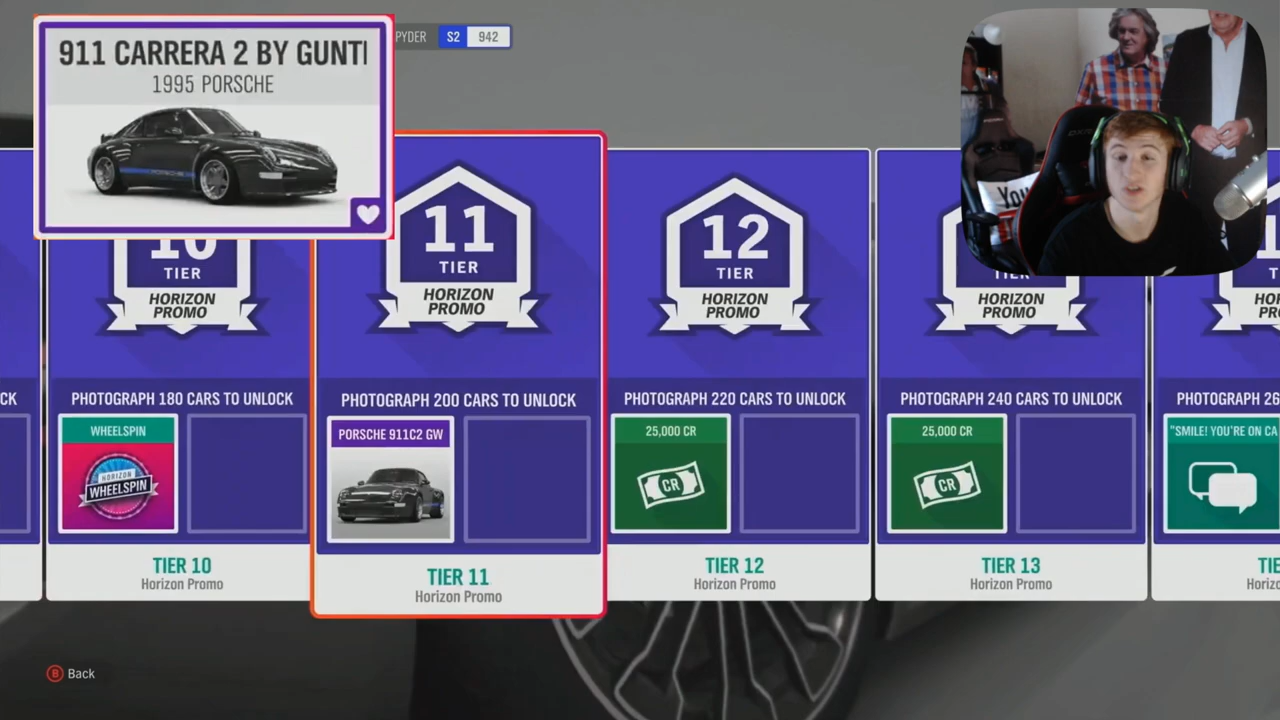 911 CARRERA 2 BY GUNT
1995 PORSCHE
PYDER S2 942
10
TIER
HORIZON
PROMO
11
TIER
HORIZON
PROMO
12
TIER
HORIZON
PROMO
TIER
HORIZON
PROMO
CK
PHOTOGRAPH 180 CARS TO UNLOCK
PHOTOGRAPH 200 CARS TO UNLOCK
PHOTOGRAPH 220 CARS TO UNLOCK
PHOTOGRAPH 240 CARS TO UNLOCK
PHOTOGRAPH 26
WHEELSPIN
HORIZON
WHEELSPIN
PORSCHE 911C2 GW
25,000 CR
CR
25,000 CR
CR
"SMILE! YOU'RE ON CA
TIER 10
Horizon Promo
TIER 11
Horizon Promo
TIER 12
Horizon Promo
TIER 13
Horizon Promo
TIE
Horizo
You
B Back